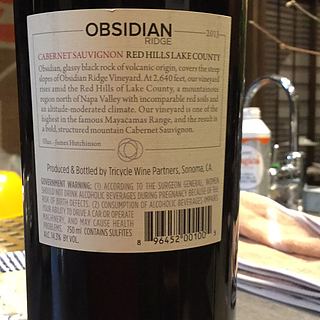 OBSIDIAN
RIDGE
2013
CABERNET SAUVIGNON RED HILLS LAKE COUNTY
Obsidian, glassy black rock of volcanic origin, covers the steep
slopes of Obsidian Ridge Vineyard. At 2,640 feet, our vineyard
rises amid the Red Hills of Lake County, a mountainous
region north of Napa Valley with incomparable red soils and
an altitude-moderated climate. Our vineyard is one of the
highest in the famous Mayacamas Range, and the result is
a bold, structured mountain Cabernet Sauvignon.
Peter Molnar - James Hutchinson
Produced & Bottled by Tricycle Wine Partners, Sonoma, CA.
GOVERNMENT WARNING: (1) ACCORDING TO THE SURGEON GENERAL, WOMEN
SHOULD NOT DRINK ALCOHOLIC BEVERAGES DURING PREGNANCY BECAUSE OF THE
RISK OF BIRTH DEFECTS. (2) CONSUMPTION OF ALCOHOLIC BEVERAGES IMPAIRS
YOUR ABILITY TO DRIVE A CAR OR OPERATE
MACHINERY, AND MAY CAUSE HEALTH
PROBLEMS. 750 ml CONTAINS SULFITES
ALC. 14.5% BY VOL.
8 96452 00100 3